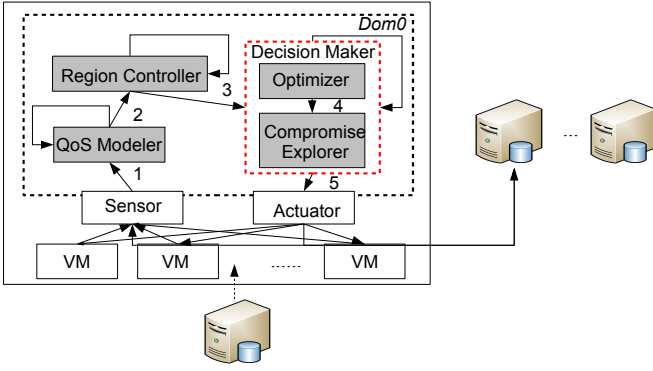 Dom0
Decision Maker
Region Controller
Optimizer
3
4
2
Compromise
Explorer
QoS Modeler
1
5
Sensor
Actuator
VM
VM
......
VM
...